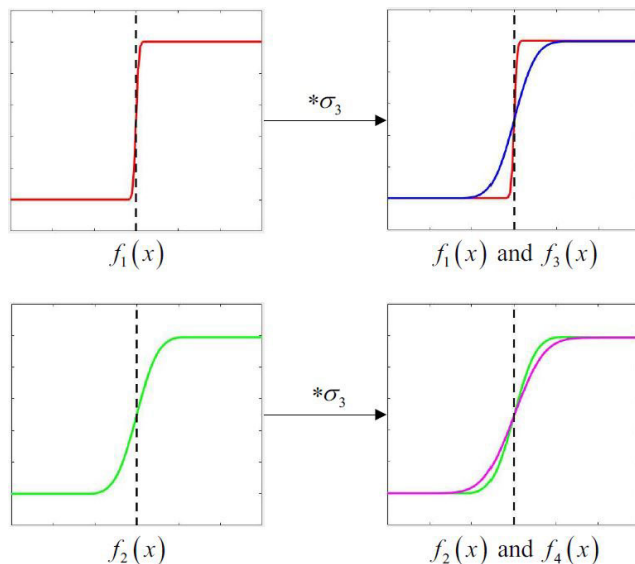 *σ₃
f₁(x)
f₁(x) and f₃(x)
*σ₃
f₂(x)
f₂(x) and f₄(x)